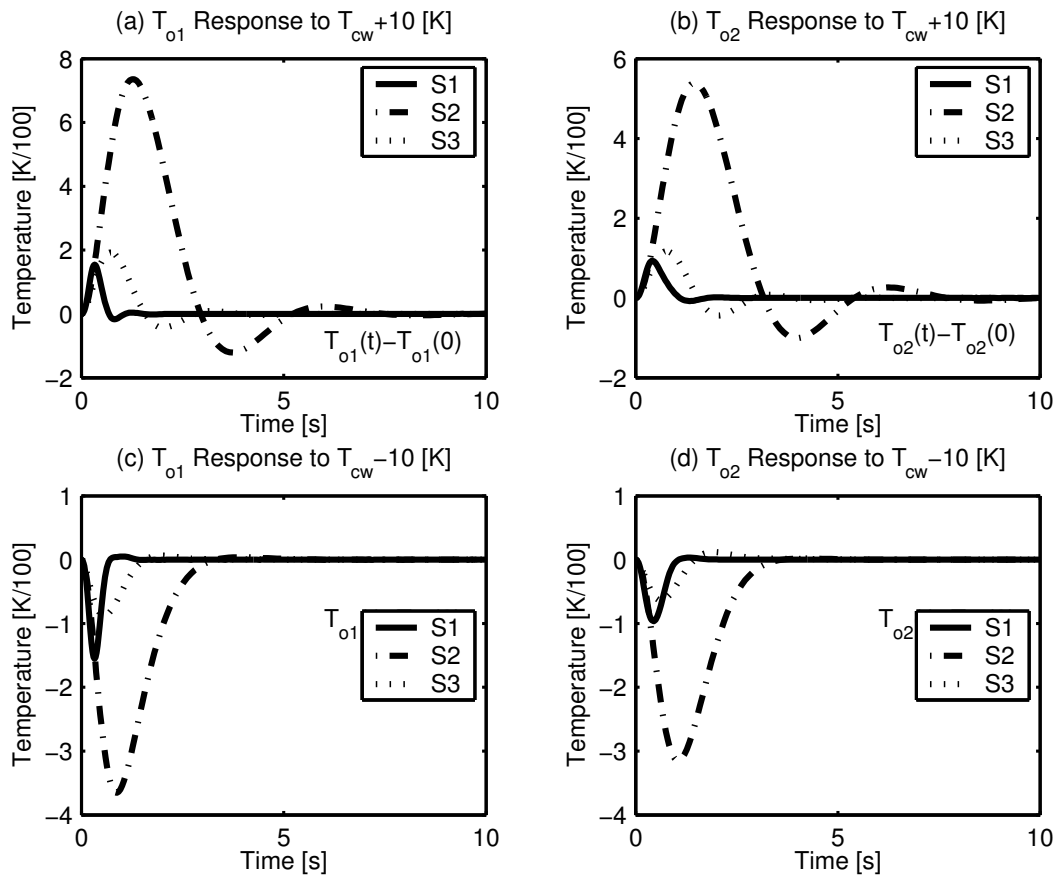 (a) T_o1 Response to T_cw+10 [K]
Temperature [K/100]
8
6
4
2
0
−2
S1
S2
S3
T_o1(t)−T_o1(0)
0
5
10
Time [s]
(b) T_o2 Response to T_cw+10 [K]
Temperature [K/100]
6
4
2
0
−2
S1
S2
S3
T_o2(t)−T_o2(0)
0
5
10
Time [s]
(c) T_o1 Response to T_cw−10 [K]
Temperature [K/100]
1
0
−1
−2
−3
−4
T_o1
S1
S2
S3
0
5
10
Time [s]
(d) T_o2 Response to T_cw−10 [K]
Temperature [K/100]
1
0
−1
−2
−3
−4
T_o2
S1
S2
S3
0
5
10
Time [s]